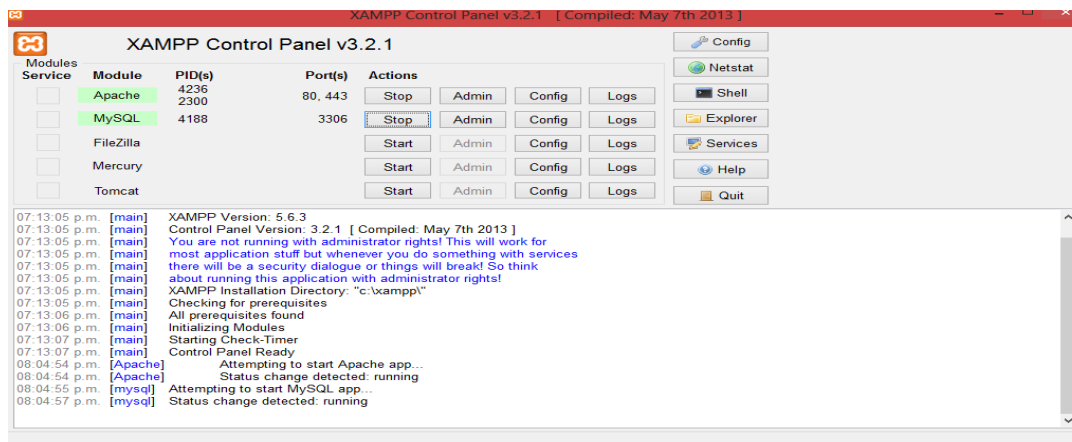 XAMPP Control Panel v3.2.1 [ Compiled: May 7th 2013 ]
XAMPP Control Panel v3.2.1
Config
Modules
Service Module PID(s) Port(s) Actions
Netstat
Apache 4236 2300 80, 443 Stop Admin Config Logs
Shell
MySQL 4188 3306 Stop Admin Config Logs
Explorer
FileZilla Start Admin Config Logs
Services
Mercury Start Admin Config Logs
Help
Tomcat Start Admin Config Logs
Quit
07:13:05 p.m. [main] XAMPP Version: 5.6.3
07:13:05 p.m. [main] Control Panel Version: 3.2.1 [ Compiled: May 7th 2013 ]
07:13:05 p.m. [main] You are not running with administrator rights! This will work for
07:13:05 p.m. [main] most application stuff but whenever you do something with services
07:13:05 p.m. [main] there will be a security dialogue or things will break! So think
07:13:05 p.m. [main] about running this application with administrator rights!
07:13:05 p.m. [main] XAMPP Installation Directory: "c:\xampp\"
07:13:05 p.m. [main] Checking for prerequisites
07:13:06 p.m. [main] All prerequisites found
07:13:06 p.m. [main] Initializing Modules
07:13:07 p.m. [main] Starting Check-Timer
07:13:07 p.m. [main] Control Panel Ready
08:04:54 p.m. [Apache] Attempting to start Apache app...
08:04:54 p.m. [Apache] Status change detected: running
08:04:55 p.m. [mysql] Attempting to start MySQL app...
08:04:57 p.m. [mysql] Status change detected: running